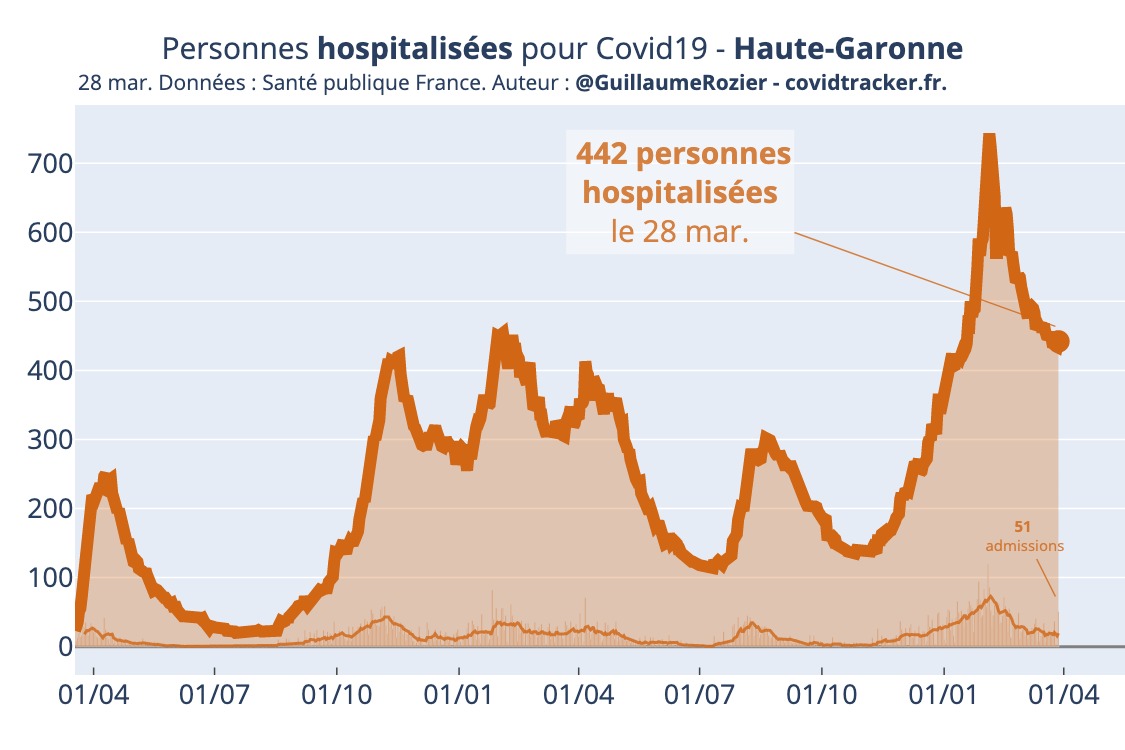 Personnes hospitalisées pour Covid19 - Haute-Garonne
28 mar. Données : Santé publique France. Auteur : @GuillaumeRozier - covidtracker.fr.
442 personnes
hospitalisées
le 28 mar.
700
600
500
400
300
200
100
0
51
admissions
01/04 01/07 01/10 01/01 01/04 01/07 01/10 01/01 01/04